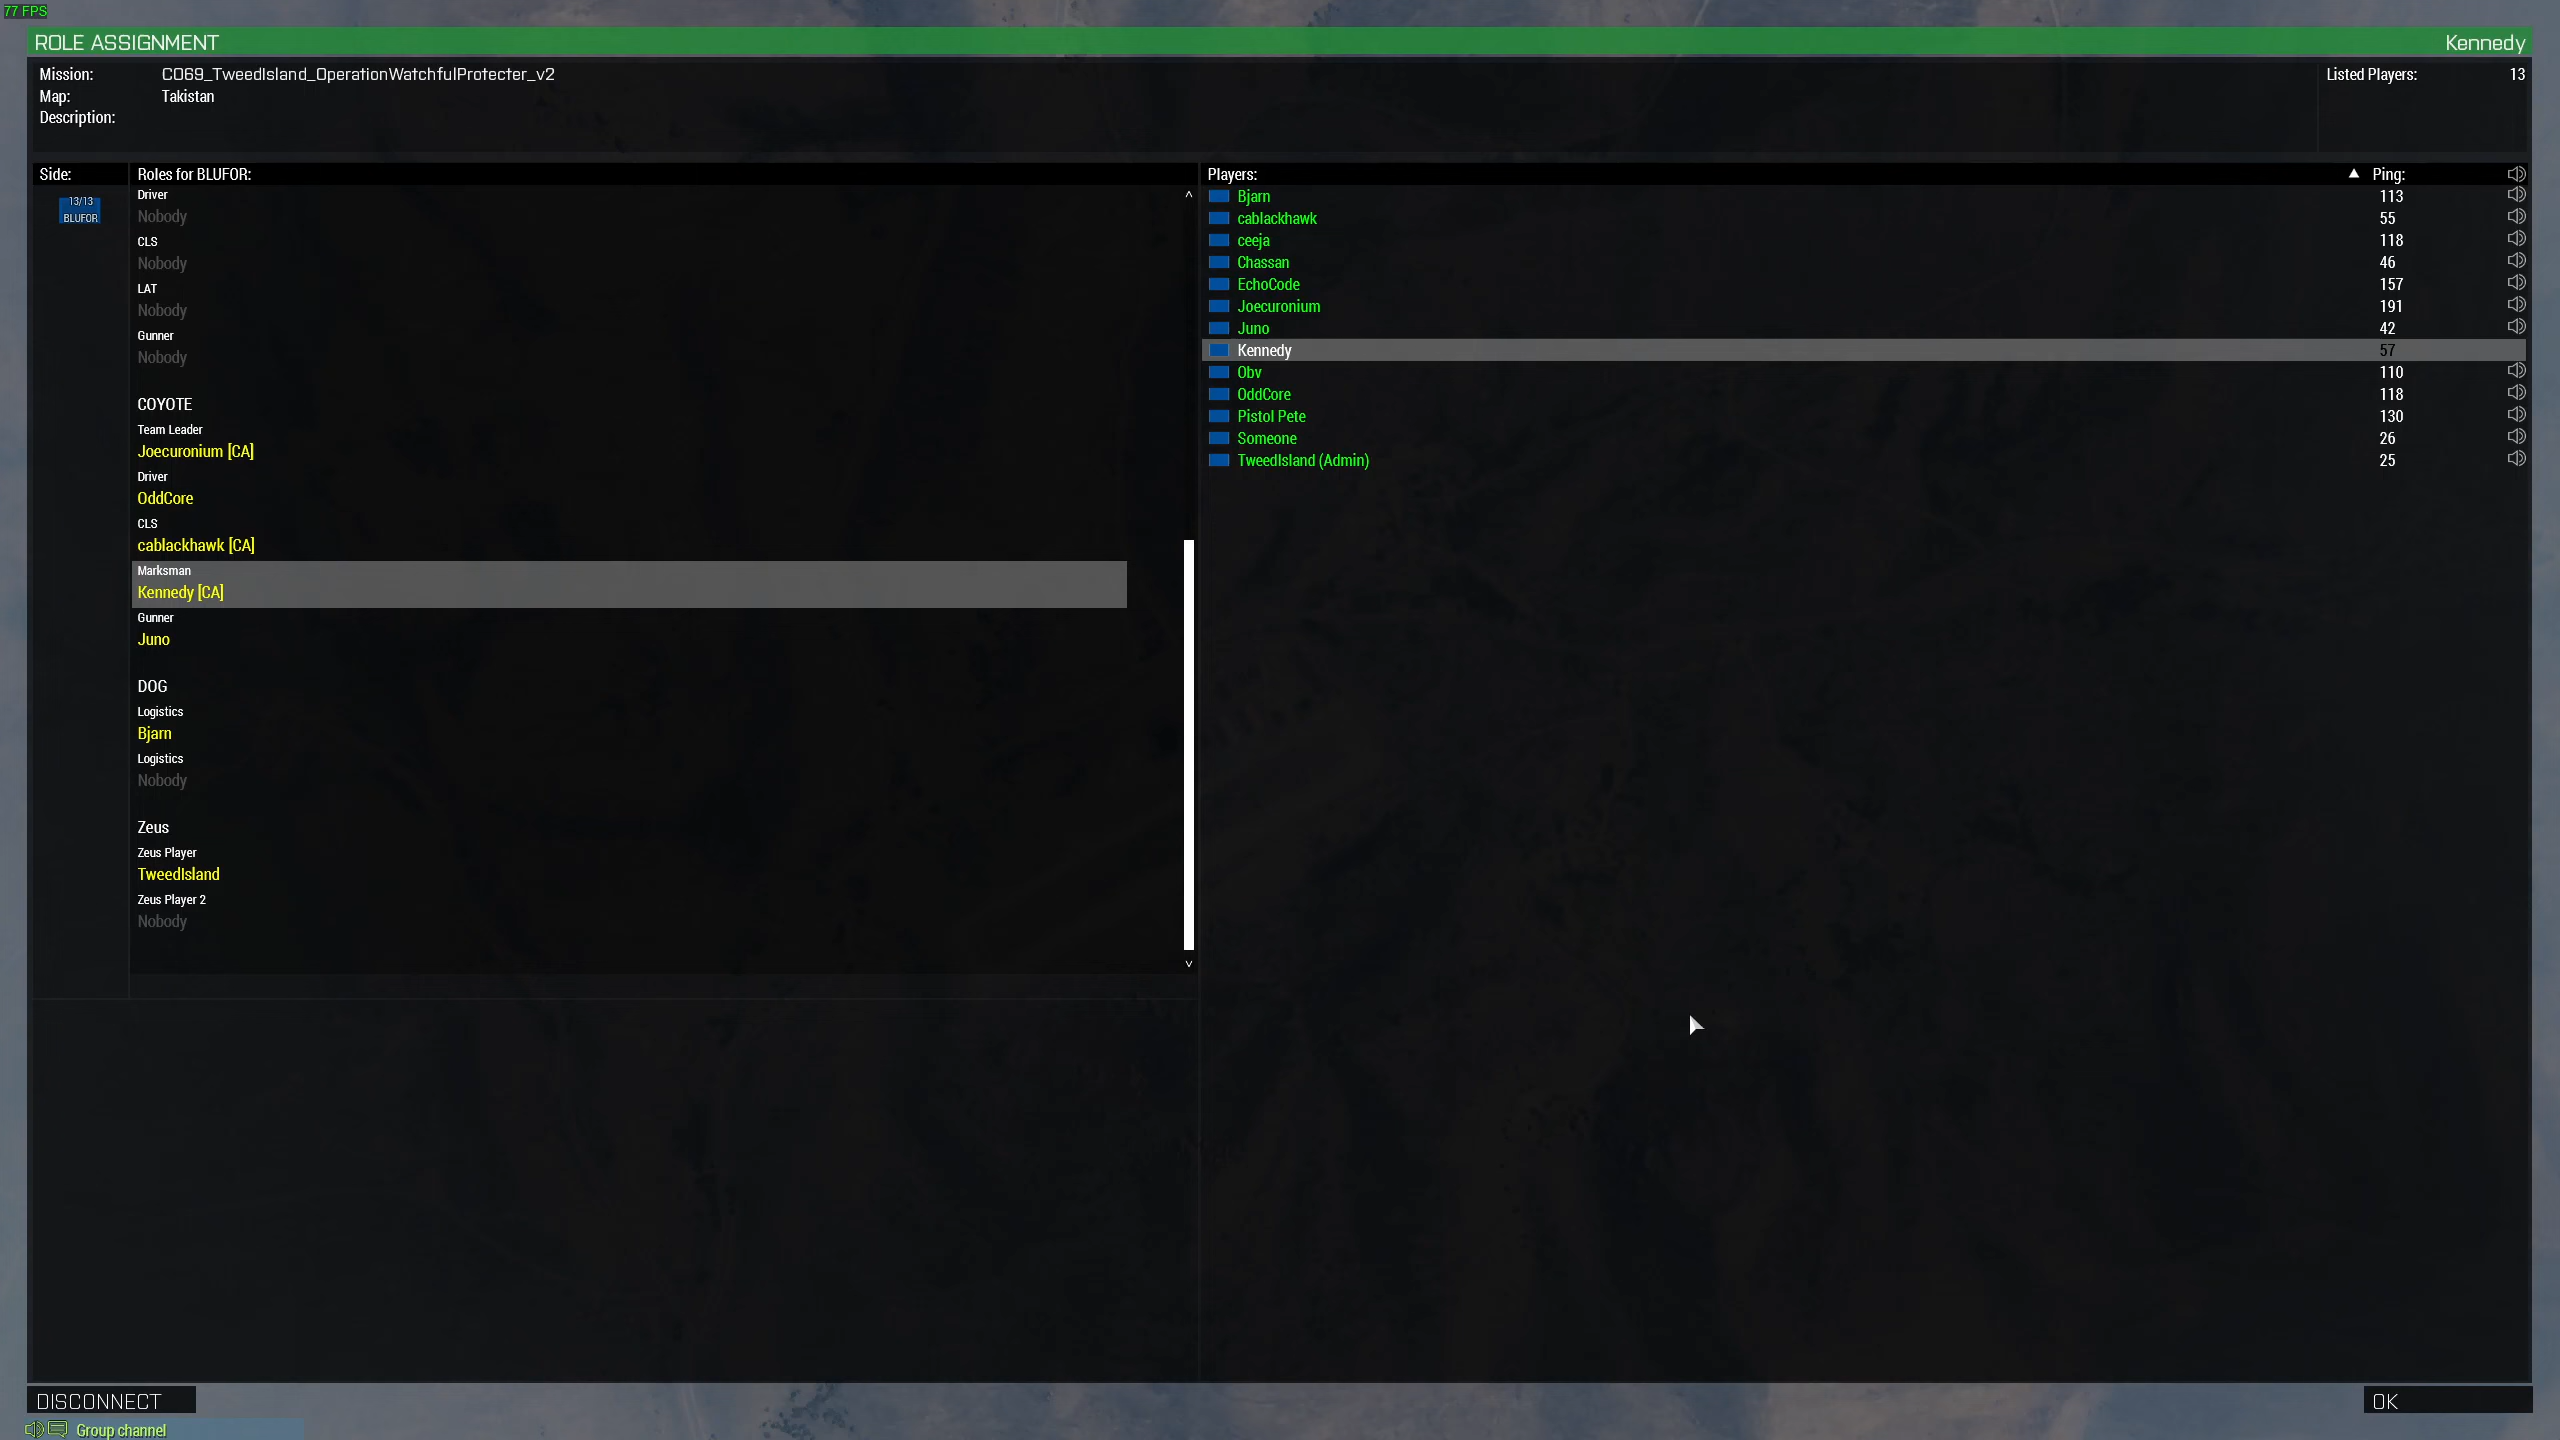 77 FPS
ROLE ASSIGNMENT
Kennedy
Mission: CO69_TweedIsland_OperationWatchfulProtecter_v2
Listed Players: 13
Map: Takistan
Description:
Side:
13/13
BLUFOR
Roles for BLUFOR:
Driver
Nobody
CLS
Nobody
LAT
Nobody
Gunner
Nobody
COYOTE
Team Leader
Joecuronium [CA]
Driver
OddCore
CLS
cablackhawk [CA]
Marksman
Kennedy [CA]
Gunner
Juno
DOG
Logistics
Bjarn
Logistics
Nobody
Zeus
Zeus Player
TweedIsland
Zeus Player 2
Nobody
Players: Ping:
Bjarn 113
cablackhawk 55
ceeja 118
Chassan 46
EchoCode 157
Joecuronium 191
Juno 42
Kennedy 57
Obv 110
OddCore 118
Pistol Pete 130
Someone 26
TweedIsland (Admin) 25
DISCONNECT
OK
Group channel